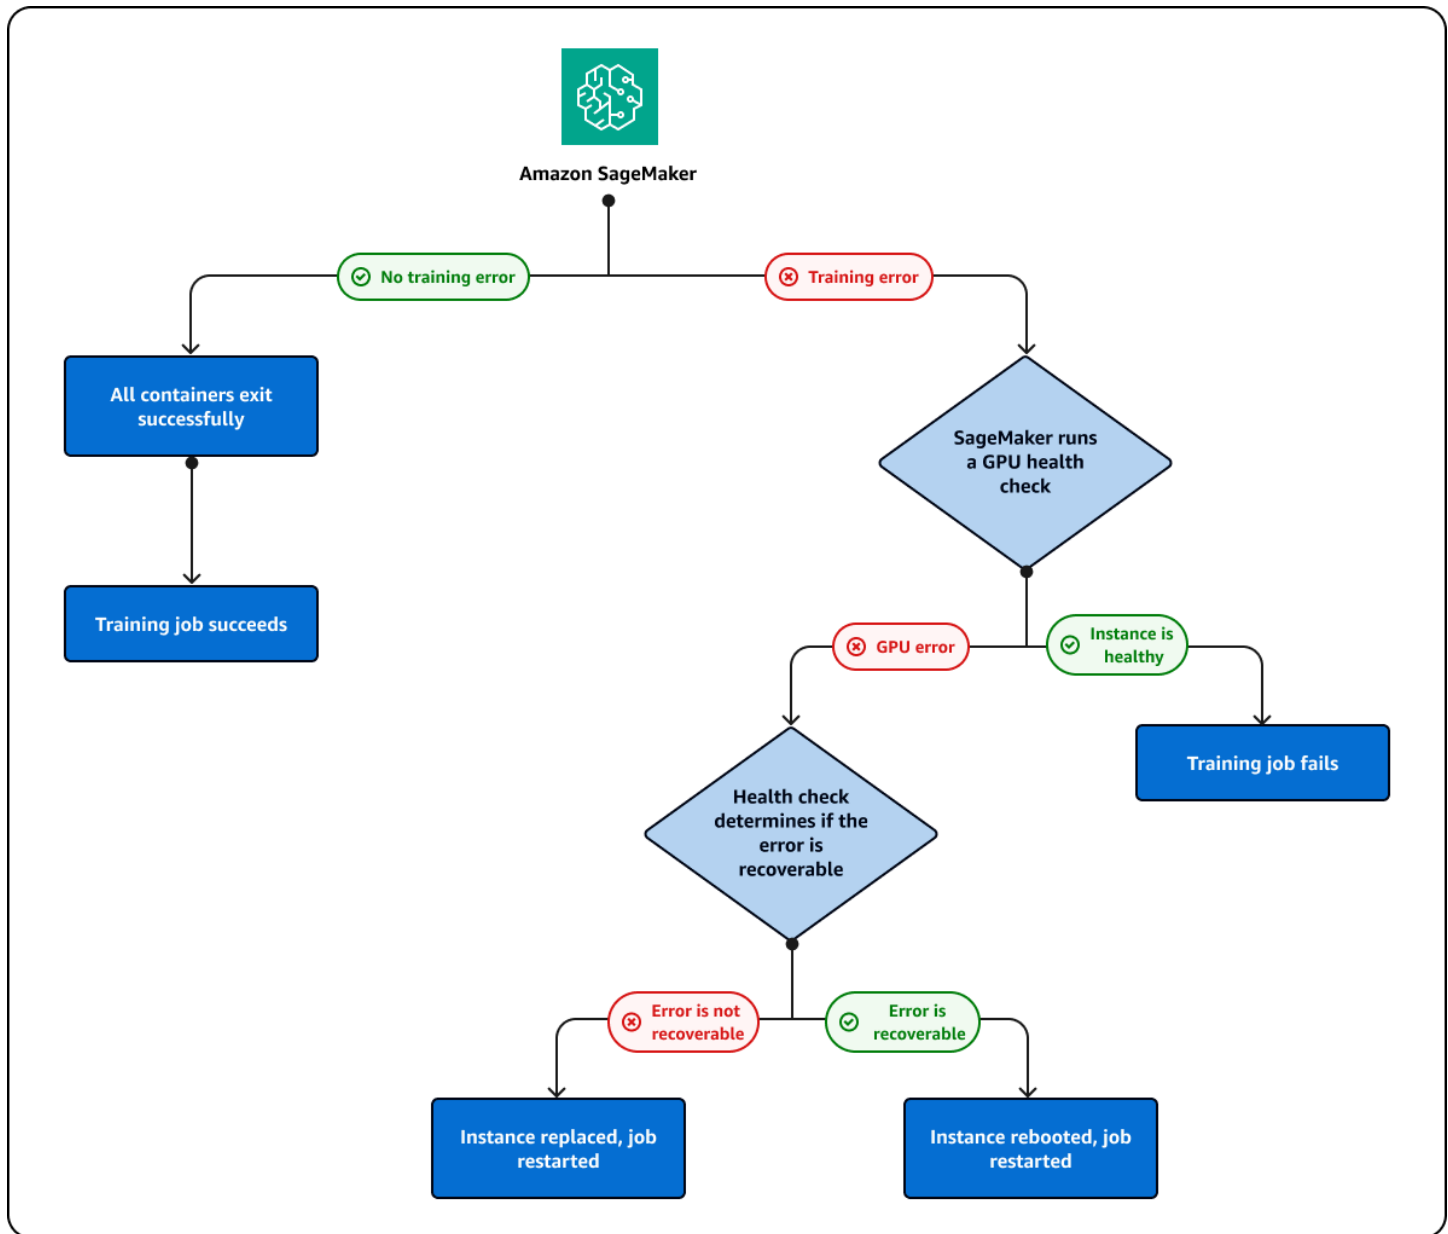 Amazon SageMaker
No training error
Training error
All containers exit
successfully
SageMaker runs
a GPU health
check
Training job succeeds
GPU error
Instance is
healthy
Training job fails
Health check
determines if the
error is
recoverable
Error is not
recoverable
Error is
recoverable
Instance replaced, job
restarted
Instance rebooted, job
restarted